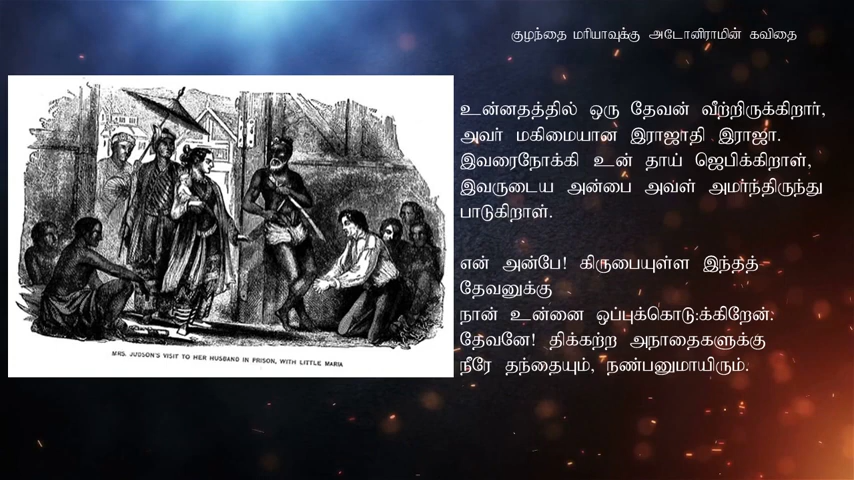 குழந்தை மரியாவுக்கு அடோனிராமின் கவிதை
உன்னதத்தில் ஒரு தேவன் வீற்றிருக்கிறார்,
அவர் மகிமையான இராஜாதி இராஜா.
இவரைநோக்கி உன் தாய் ஜெபிக்கிறாள்,
இவருடைய அன்பை அவள் அமர்ந்திருந்து
பாடுகிறாள்.
என் அன்பே! கிருபையுள்ள இந்தத்
தேவனுக்கு
நான் உன்னை ஒப்புக்கொடு:க்கிறேன்.
தேவனே! திக்கற்ற அநாதைகளுக்கு
நீரே தந்தையும், நண்பனுமாயிரும்.
MRS. JUDSON'S VISIT TO HER HUSBAND IN PRISON, WITH LITTLE MARIA